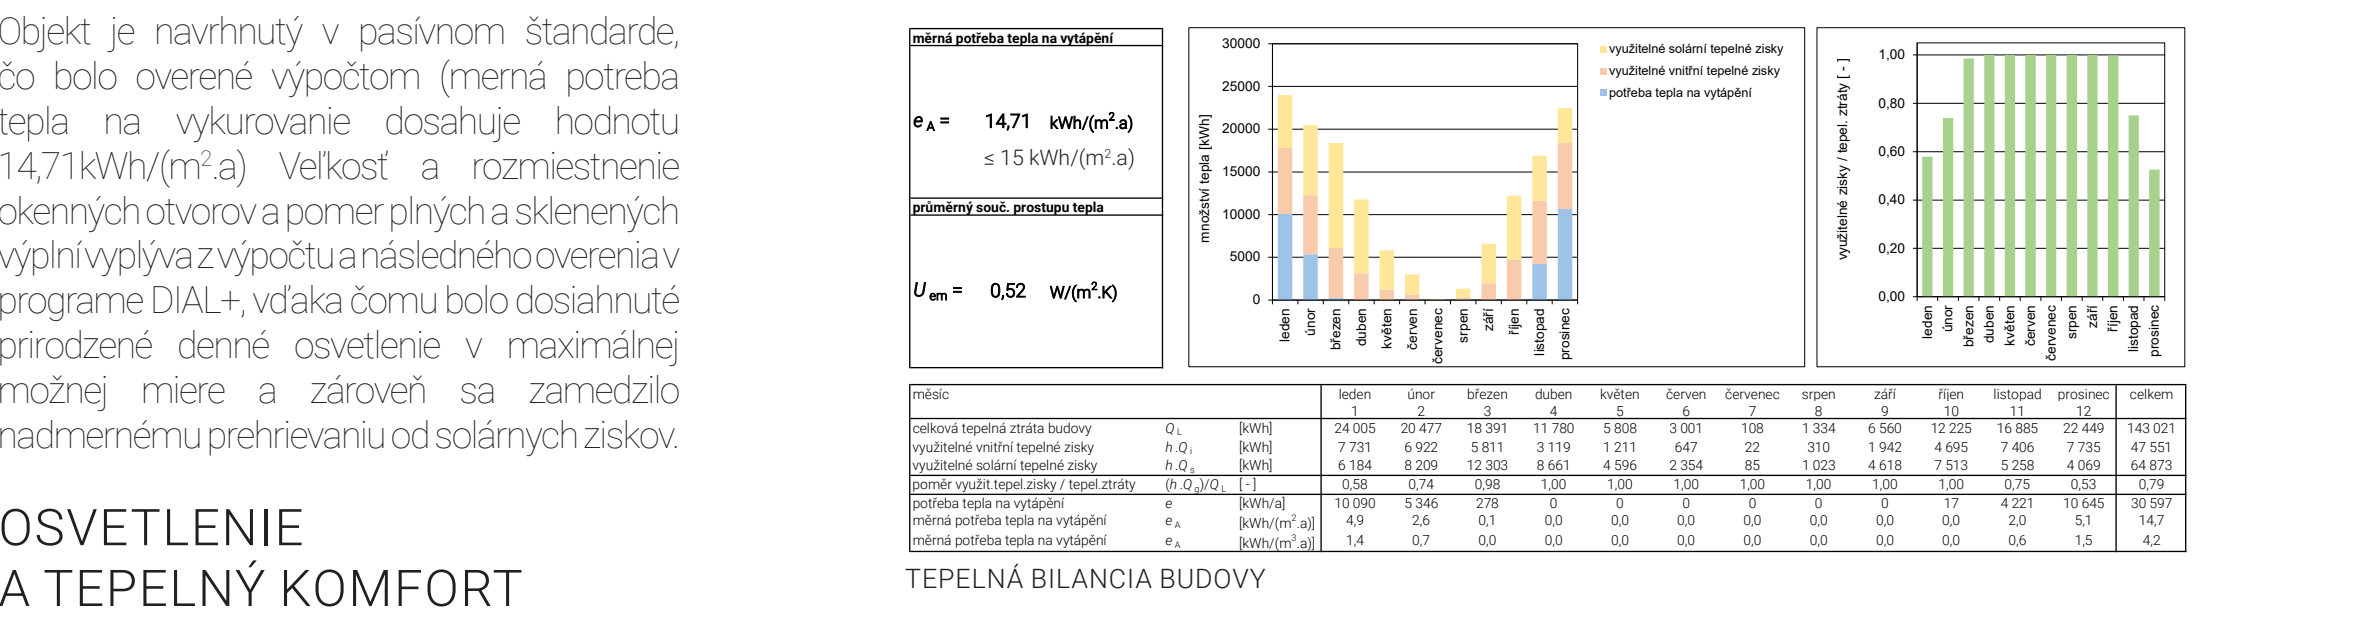 Objekt je navrhnutý v pasívnom štandarde,
čo bolo overené výpočtom (merná potreba
tepla na vykurovanie dosahuje hodnotu
14,71kWh/(m².a) Veľkosť a rozmiestnenie
okenných otvorov a pomer plných a sklenených
výplní vyplýva z výpočtu a následného overenia v
programe DIAL+, vďaka čomu bolo dosiahnuté
prirodzené denné osvetlenie v maximálnej
možnej miere a zároveň sa zamedzilo
nadmernému prehrievaniu od solárnych ziskov.
OSVETLENIE
A TEPELNÝ KOMFORT
měrná potřeba tepla na vytápění
e A = 14,71 kWh/(m².a)
≤ 15 kWh/(m².a)
průměrný souč. prostupu tepla
U em = 0,52 W/(m².K)
množství tepla [kWh]
30000
25000
20000
15000
10000
5000
0
leden únor březen duben květen červen červenec srpen září říjen listopad prosinec
využitelné solární tepelné zisky
využitelné vnitřní tepelné zisky
potřeba tepla na vytápění
využitelné zisky / tepel. ztráty [ - ]
1,00
0,80
0,60
0,40
0,20
0,00
leden únor březen duben květen červen červenec srpen září říjen listopad prosinec
měsíc leden únor březen duben květen červen červenec srpen září říjen listopad prosinec celkem
1 2 3 4 5 6 7 8 9 10 11 12
celková tepelná ztráta budovy Q L [kWh] 24 005 20 477 18 391 11 780 5 808 3 001 108 1 334 6 560 12 225 16 885 22 449 143 021
využitelné vnitřní tepelné zisky h .Q i [kWh] 7 731 6 922 5 811 3 119 1 211 647 22 310 1 942 4 695 7 406 7 735 47 551
využitelné solární tepelné zisky h .Q s [kWh] 6 184 8 209 12 303 8 661 4 596 2 354 85 1 023 4 618 7 513 5 258 4 069 64 873
poměr využit.tepel.zisky / tepel.ztráty (h .Q g)/Q L [ - ] 0,58 0,74 0,98 1,00 1,00 1,00 1,00 1,00 1,00 1,00 0,75 0,53 0,79
potřeba tepla na vytápění e [kWh/a] 10 090 5 346 278 0 0 0 0 0 0 17 4 221 10 645 30 597
měrná potřeba tepla na vytápění e A [kWh/(m².a)] 4,9 2,6 0,1 0,0 0,0 0,0 0,0 0,0 0,0 0,0 2,0 5,1 14,7
měrná potřeba tepla na vytápění e A [kWh/(m³.a)] 1,4 0,7 0,0 0,0 0,0 0,0 0,0 0,0 0,0 0,0 0,6 1,5 4,2
TEPELNÁ BILANCIA BUDOVY